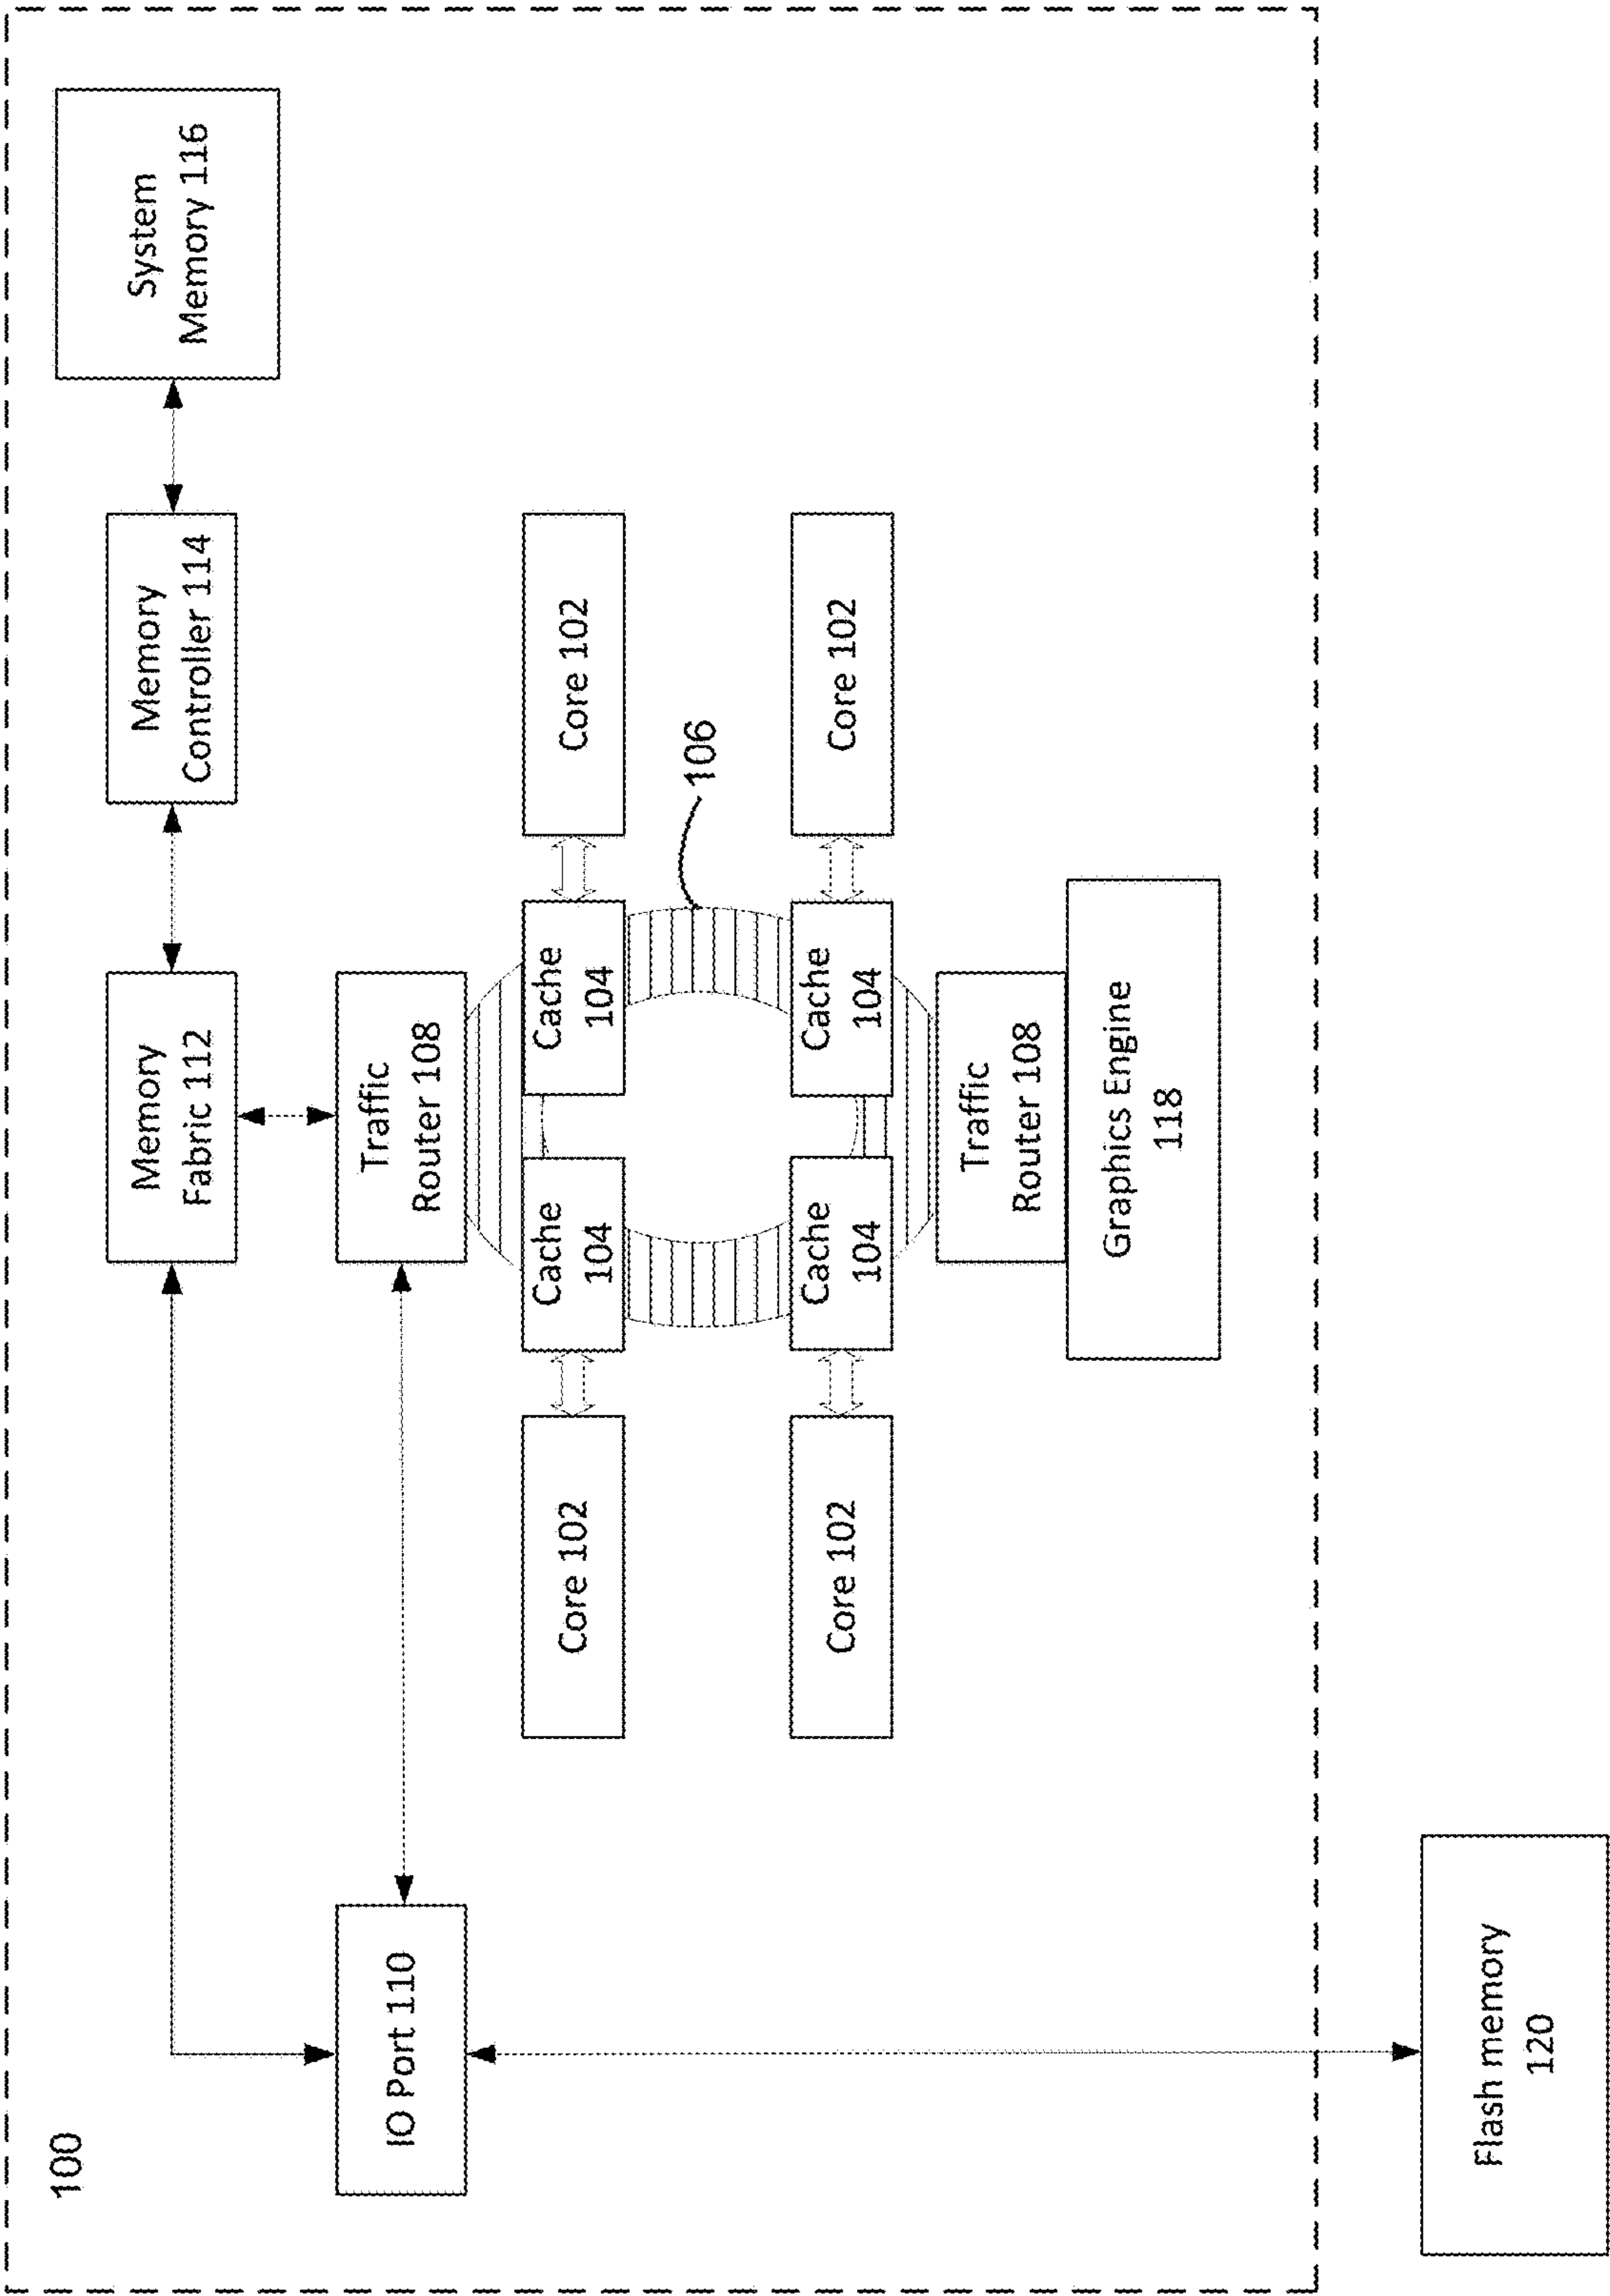 100
Memory
Fabric 112
Memory
Controller 114
System
Memory 116
IO Port 110
Traffic
Router 108
Core 102
Cache
104
Cache
104
Core 102
106
Core 102
Cache
104
Cache
104
Core 102
Traffic
Router 108
Graphics Engine
118
Flash memory
120